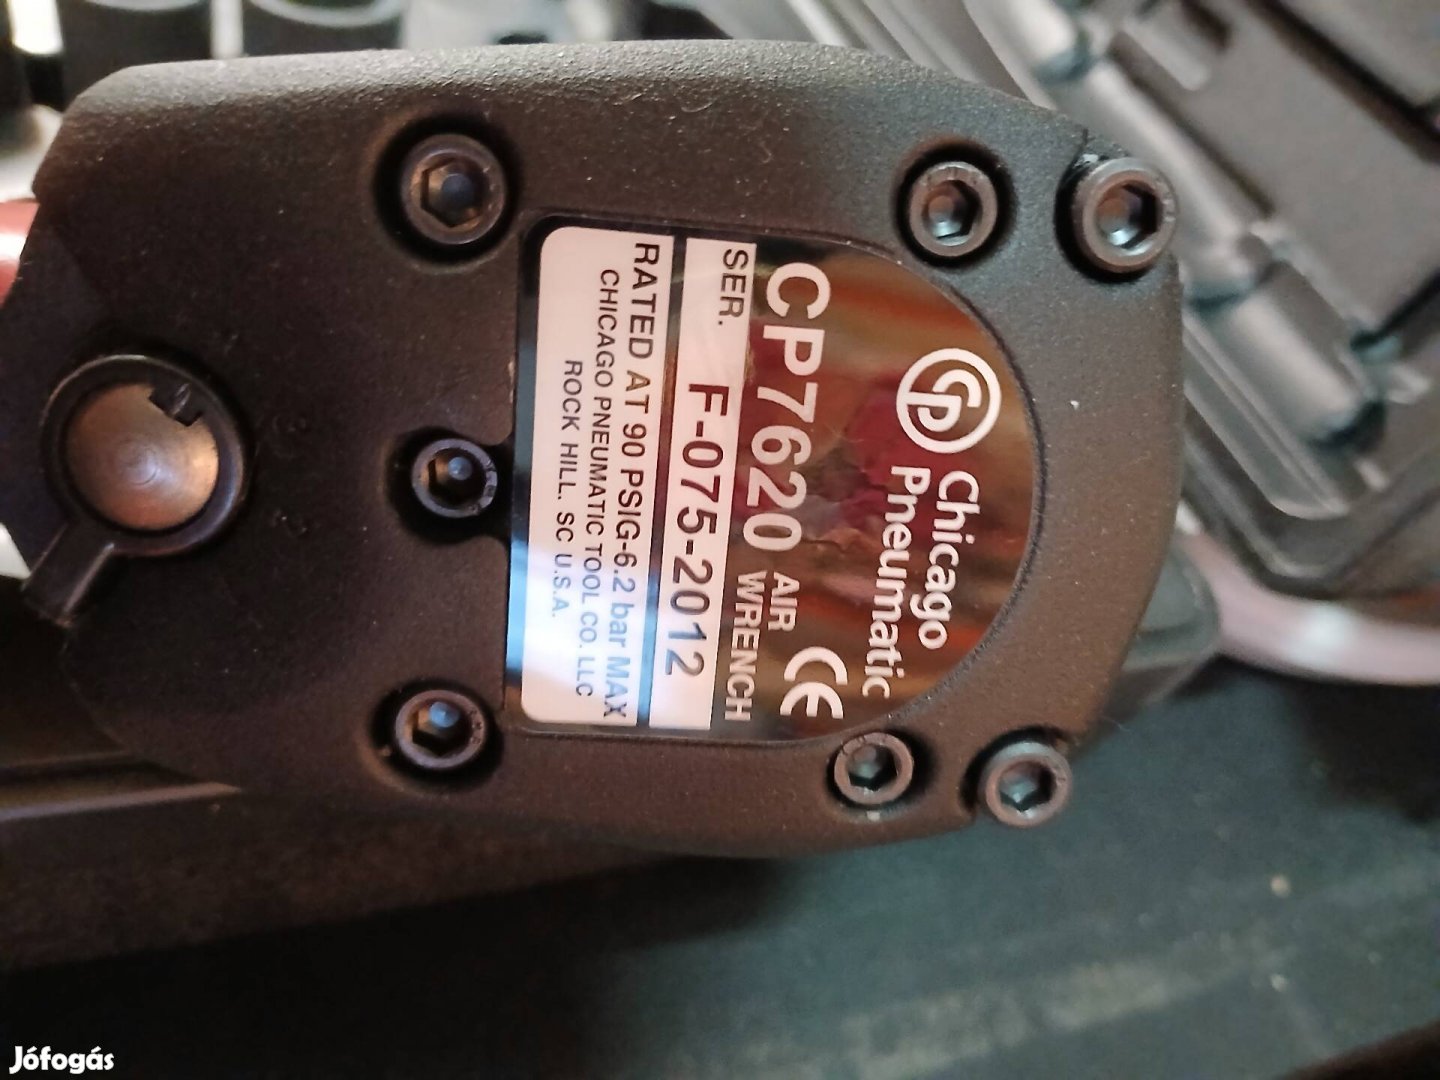 Chicago
Pneumatic
CP7620 AIR WRENCH CE
SER. F-075-2012
RATED AT 90 PSIG-6.2 bar MAX
CHICAGO PNEUMATIC TOOL CO. LLC
ROCK HILL. SC U.S.A.
Jófogás